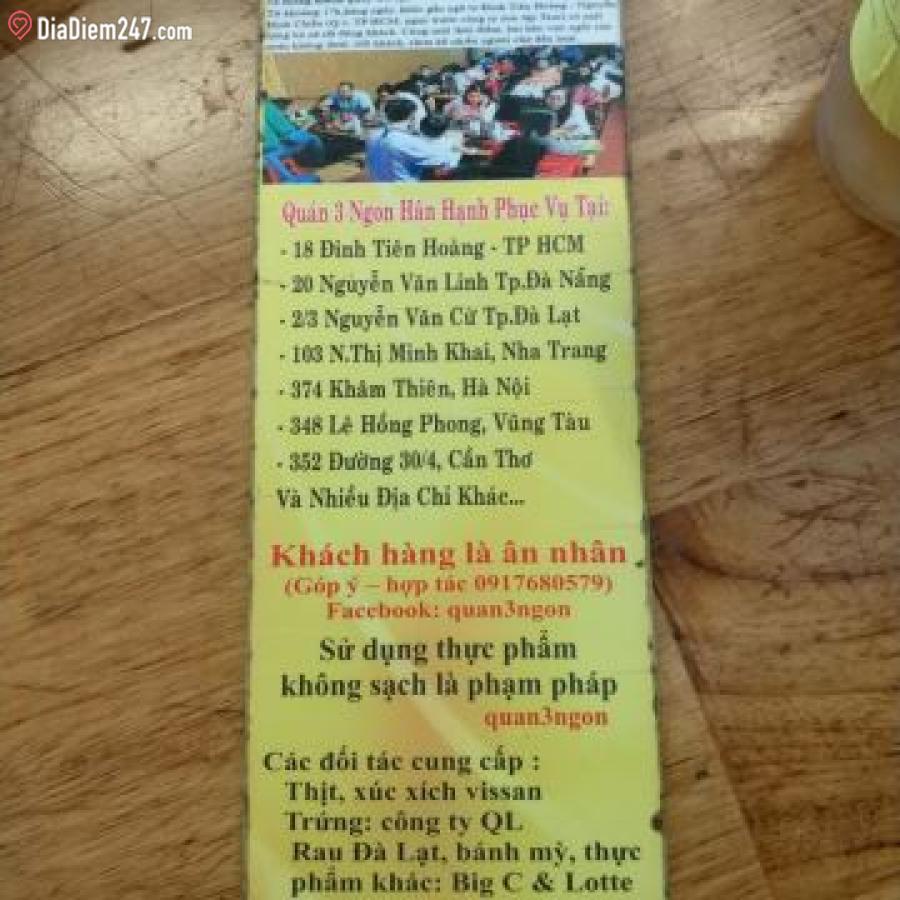 DiaDiem247.com
Quán 3 Ngon Hân Hạnh Phục Vụ Tại:
- 18 Đinh Tiên Hoàng - TP HCM
- 20 Nguyễn Văn Linh Tp.Đà Nẵng
- 2/3 Nguyễn Văn Cừ Tp.Đà Lạt
- 103 N.Thị Minh Khai, Nha Trang
- 374 Khâm Thiên, Hà Nội
- 348 Lê Hồng Phong, Vũng Tàu
- 352 Đường 30/4, Cần Thơ
Và Nhiều Địa Chỉ Khác...
Khách hàng là ân nhân
(Góp ý – hợp tác 0917680579)
Facebook: quan3ngon
Sử dụng thực phẩm
không sạch là phạm pháp
quan3ngon
Các đối tác cung cấp :
Thịt, xúc xích vissan
Trứng: công ty QL
Rau Đà Lạt, bánh mỳ, thực
phẩm khác: Big C & Lotte